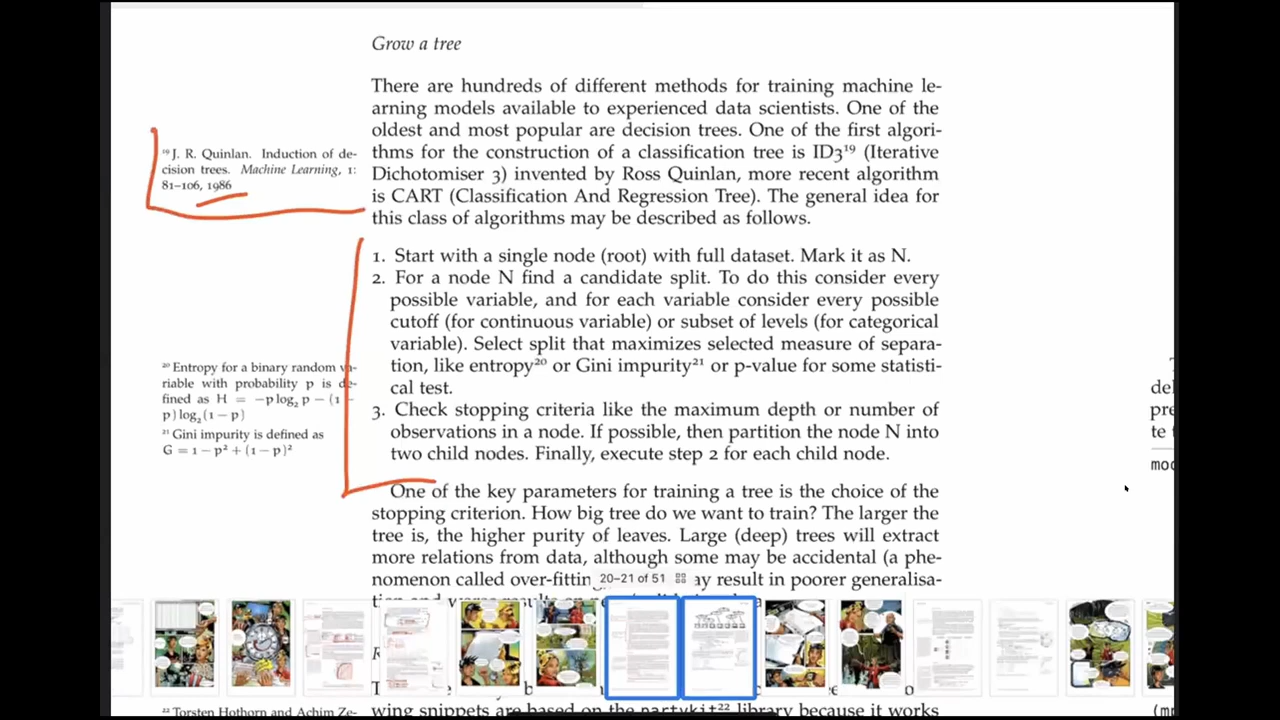 Grow a tree
There are hundreds of different methods for training machine le-
arning models available to experienced data scientists. One of the
oldest and most popular are decision trees. One of the first algori-
thms for the construction of a classification tree is ID3¹⁹ (Iterative
Dichotomiser 3) invented by Ross Quinlan, more recent algorithm
is CART (Classification And Regression Tree). The general idea for
this class of algorithms may be described as follows.
¹⁹ J. R. Quinlan. Induction of de-
cision trees. Machine Learning, 1:
81–106, 1986
1. Start with a single node (root) with full dataset. Mark it as N.
2. For a node N find a candidate split. To do this consider every
possible variable, and for each variable consider every possible
cutoff (for continuous variable) or subset of levels (for categorical
variable). Select split that maximizes selected measure of separa-
tion, like entropy²⁰ or Gini impurity²¹ or p-value for some statisti-
cal test.
3. Check stopping criteria like the maximum depth or number of
observations in a node. If possible, then partition the node N into
two child nodes. Finally, execute step 2 for each child node.
²⁰ Entropy for a binary random va-
riable with probability p is de-
fined as H = −p log₂ p − (1 −
p) log₂(1 − p)
²¹ Gini impurity is defined as
G = 1 − p² + (1 − p)²
One of the key parameters for training a tree is the choice of the
stopping criterion. How big tree do we want to train? The larger the
tree is, the higher purity of leaves. Large (deep) trees will extract
more relations from data, although some may be accidental (a phe-
nomenon called over-fittin
ay result in poorer generalisa-
20–21 of 51
del
pre
te t
mod
²² Torsten Hothorn and Achim Ze-
wing snippets are based on the partykit²² library because it works